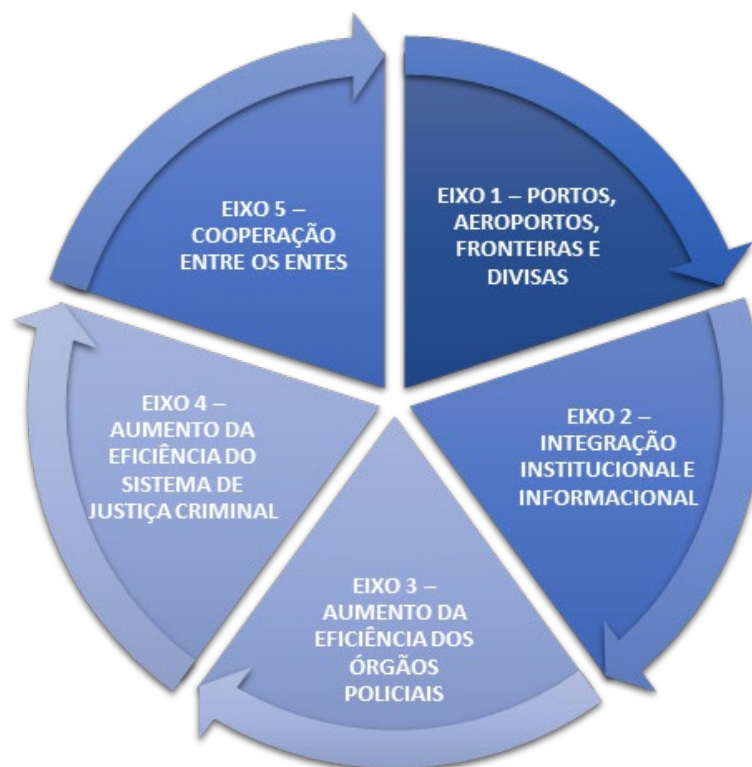 EIXO 1 – PORTOS,
AEROPORTOS,
FRONTEIRAS E
DIVISAS
EIXO 2 –
INTEGRAÇÃO
INSTITUCIONAL E
INFORMACIONAL
EIXO 3 –
AUMENTO DA
EFICIÊNCIA DOS
ÓRGÃOS
POLICIAIS
EIXO 4 –
AUMENTO DA
EFICIÊNCIA DO
SISTEMA DE
JUSTIÇA CRIMINAL
EIXO 5 –
COOPERAÇÃO
ENTRE OS ENTES